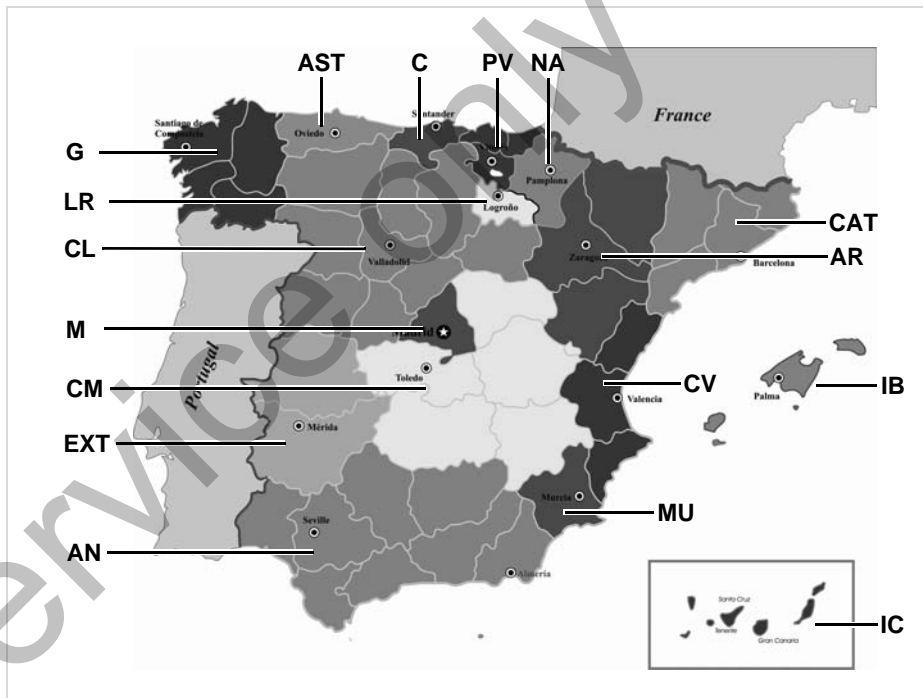 AST C PV NA
Santander
France
Santiago de
Compostela
Oviedo
G
Pamplona
LR
Logroño
CAT
CL
Valladolid
AR
Barcelona
M
Madrid
Portugal
Toledo
CM
CV
Palma
IB
Valencia
EXT
Mérida
Murcia
MU
Seville
AN
Almería
Santa Cruz
Tenerife
Gran Canaria
IC
ervice only